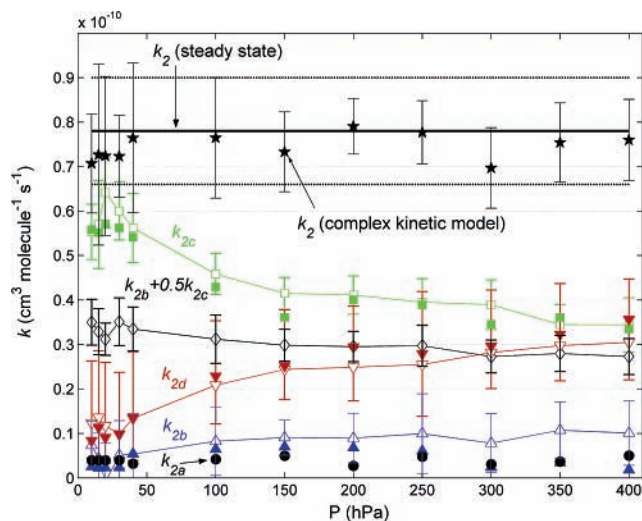 x 10⁻¹⁰
k₂ (steady state)
0.9
0.8
0.7
k₂ (complex kinetic model)
0.6
k₂c
0.5
0.4
k₂b+0.5k₂c
0.3
k₂d
0.2
k₂b
0.1
k₂a
0
0 50 100 150 200 250 300 350 400
k (cm³ molecule⁻¹ s⁻¹)
P (hPa)